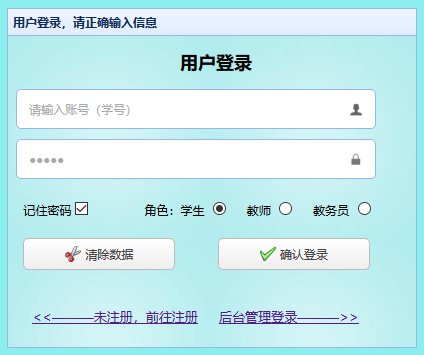 用户登录，请正确输入信息
用户登录
请输入账号（学号）
●●●●●
记住密码 角色：学生 教师 教务员
清除数据 确认登录
<<————未注册，前往注册 后台管理登录————>>